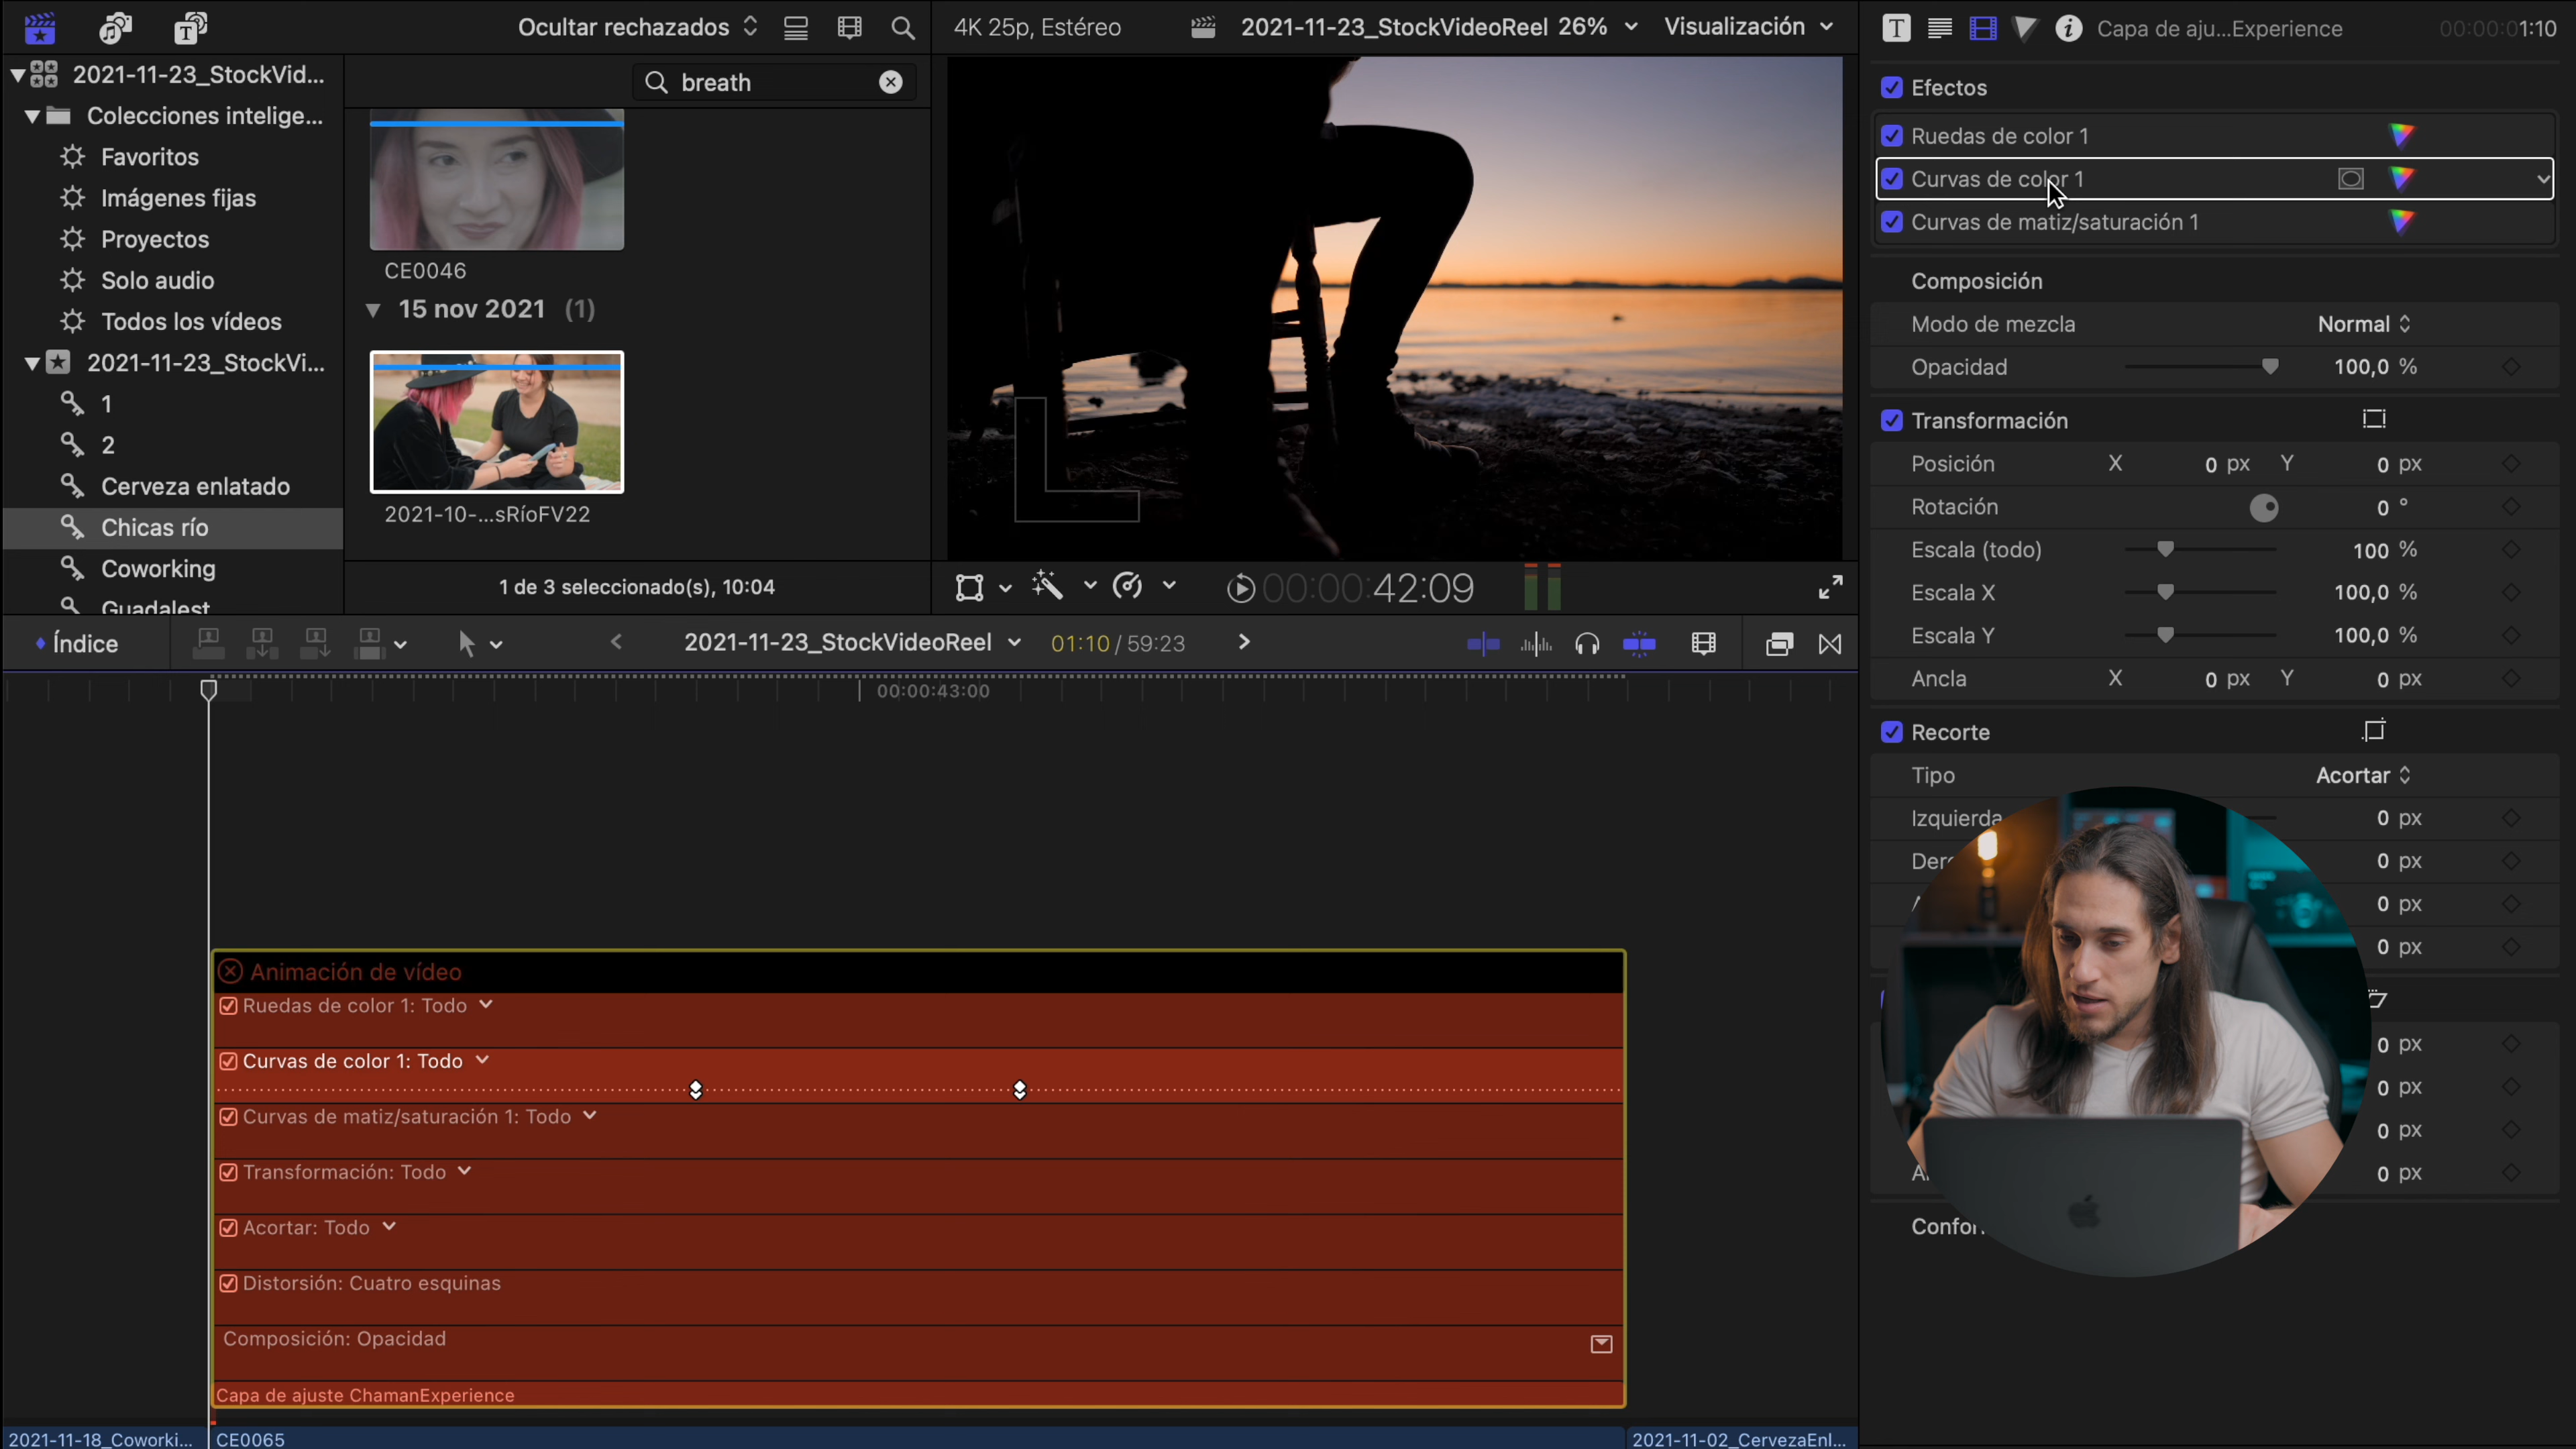 Ocultar rechazados
4K 25p, Estéreo
2021-11-23_StockVideoReel 26%
Visualización
T
Capa de aju...Experience
00:00:01:10
2021-11-23_StockVid...
Colecciones intelige...
Favoritos
Imágenes fijas
Proyectos
Solo audio
Todos los vídeos
2021-11-23_StockVi...
1
2
Cerveza enlatado
Chicas río
Coworking
Guadalest
breath
CE0046
15 nov 2021 (1)
2021-10-...sRíoFV22
1 de 3 seleccionado(s), 10:04
00:00:42:09
Efectos
Ruedas de color 1
Curvas de color 1
Curvas de matiz/saturación 1
Composición
Modo de mezcla Normal
Opacidad 100,0 %
Transformación
Posición X 0 px Y 0 px
Rotación 0 °
Escala (todo) 100 %
Escala X 100,0 %
Escala Y 100,0 %
Ancla X 0 px Y 0 px
Recorte
Tipo Acortar
Izquierda 0 px
0 px
0 px
0 px
0 px
0 px
0 px
0 px
Índice
2021-11-23_StockVideoReel
01:10 / 59:23
00:00:43:00
Animación de vídeo
Ruedas de color 1: Todo
Curvas de color 1: Todo
Curvas de matiz/saturación 1: Todo
Transformación: Todo
Acortar: Todo
Distorsión: Cuatro esquinas
Composición: Opacidad
Capa de ajuste ChamanExperience
2021-11-18_Coworki...
CE0065
2021-11-02_CervezaEnl...